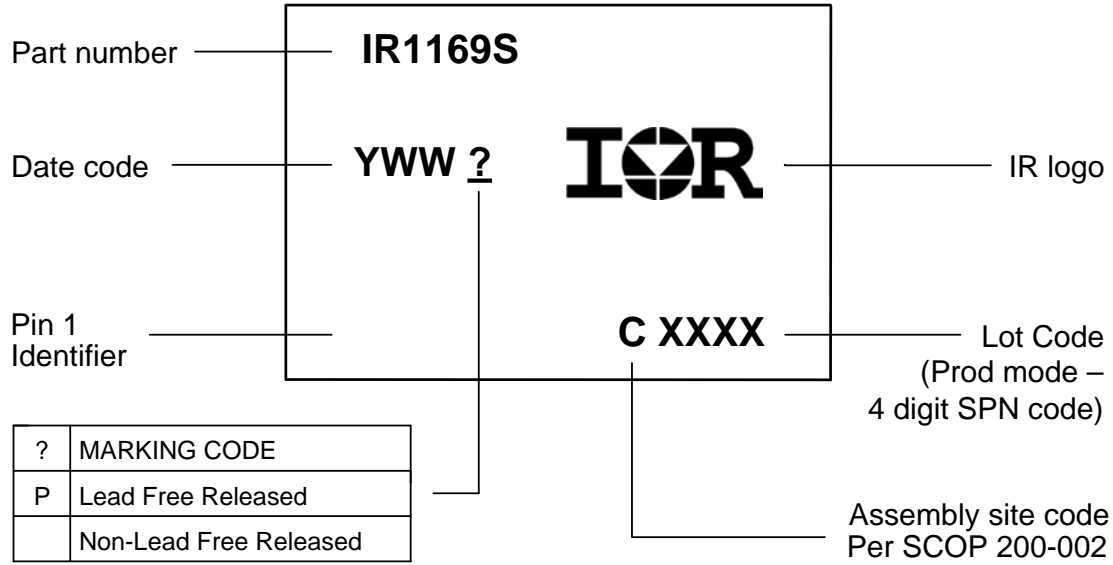 Part number
IR1169S
Date code
YWW ?
IOR
IR logo
Pin 1
Identifier
C XXXX
Lot Code
(Prod mode –
4 digit SPN code)
? MARKING CODE
P Lead Free Released
Non-Lead Free Released
Assembly site code
Per SCOP 200-002